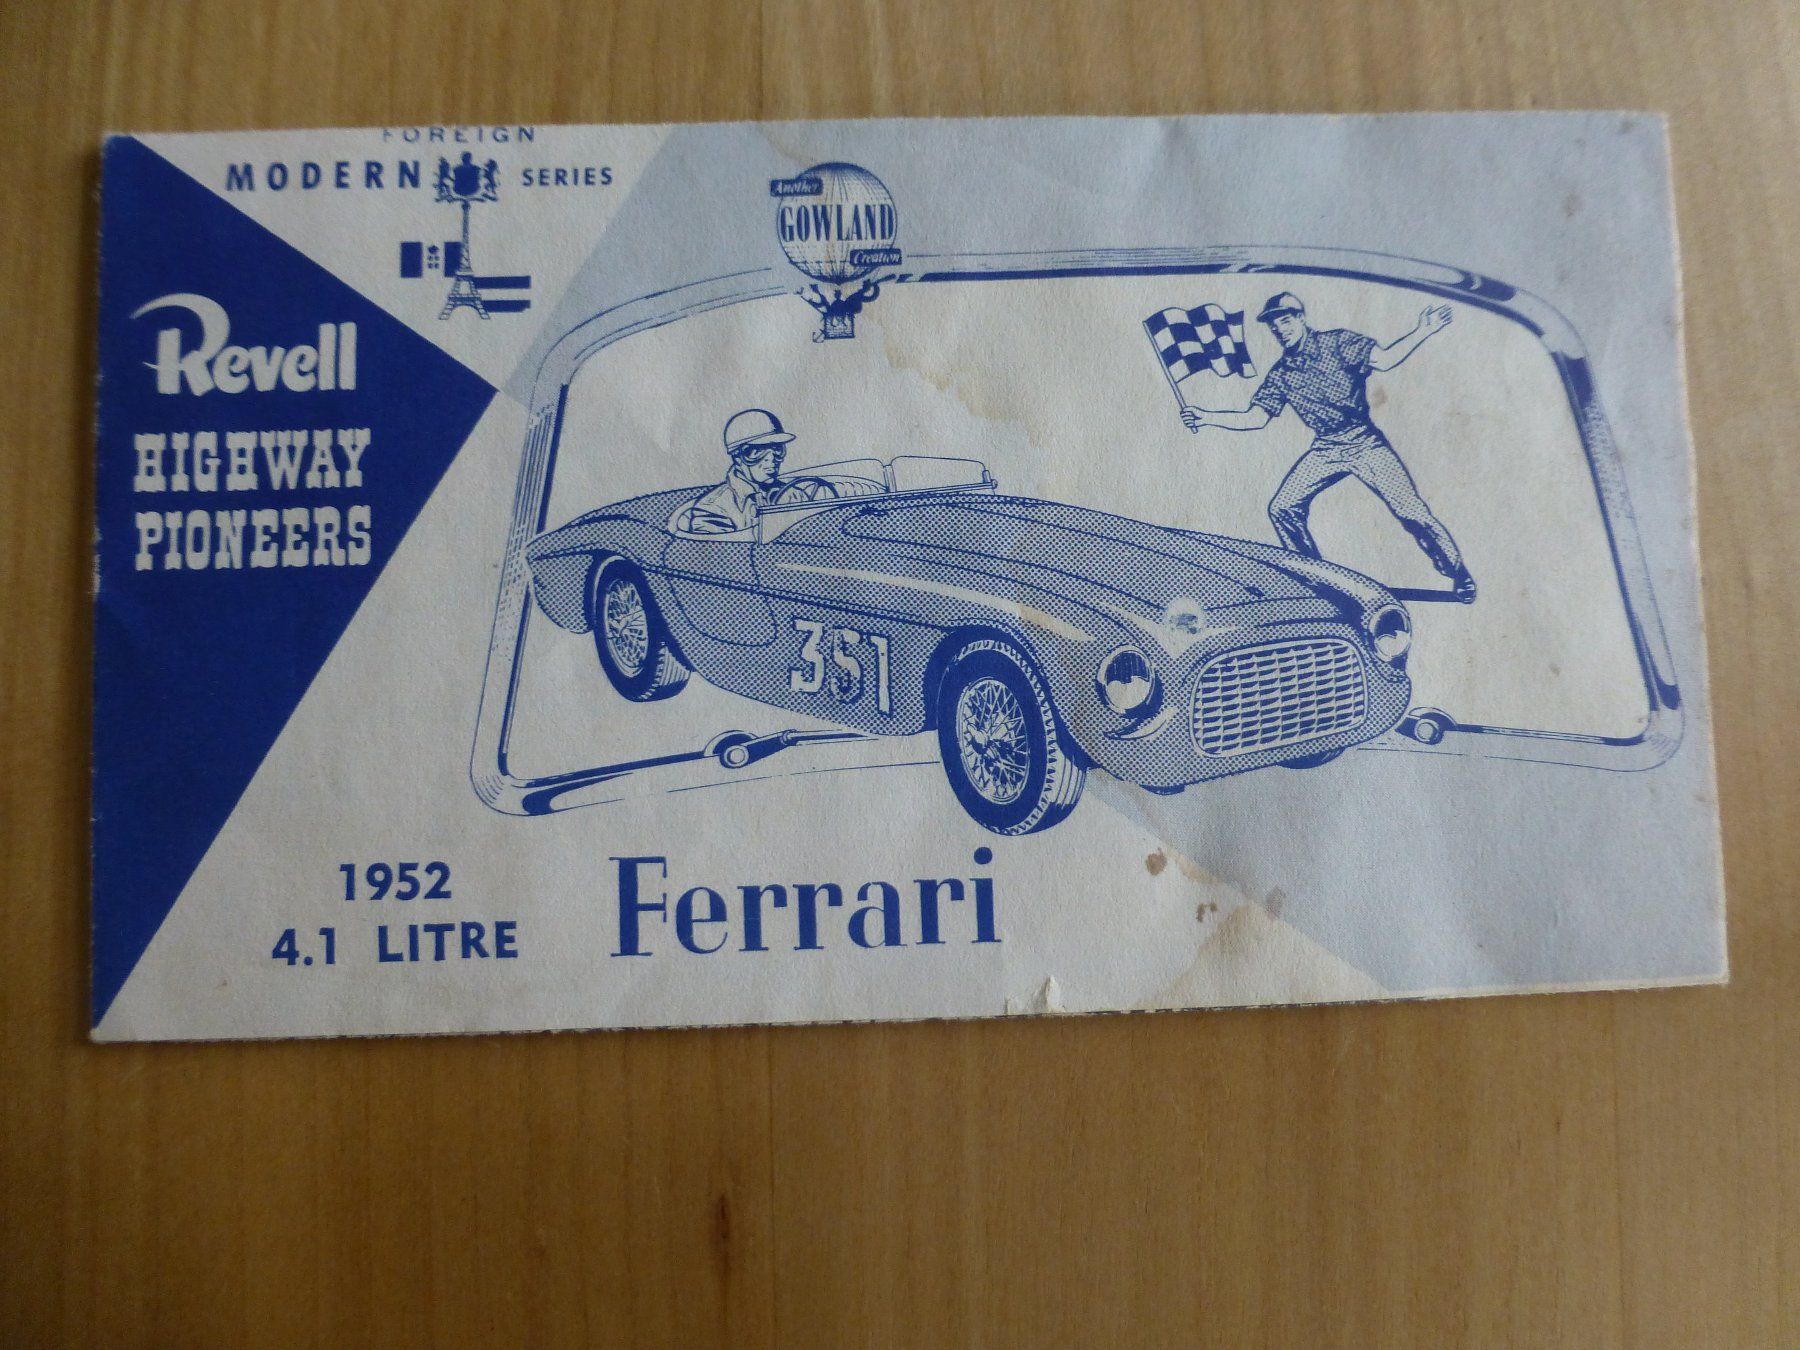 FOREIGN
MODERN SERIES
Another
GOWLAND
Creation
Revell
HIGHWAY
PIONEERS
351
1952
4.1 LITRE
Ferrari